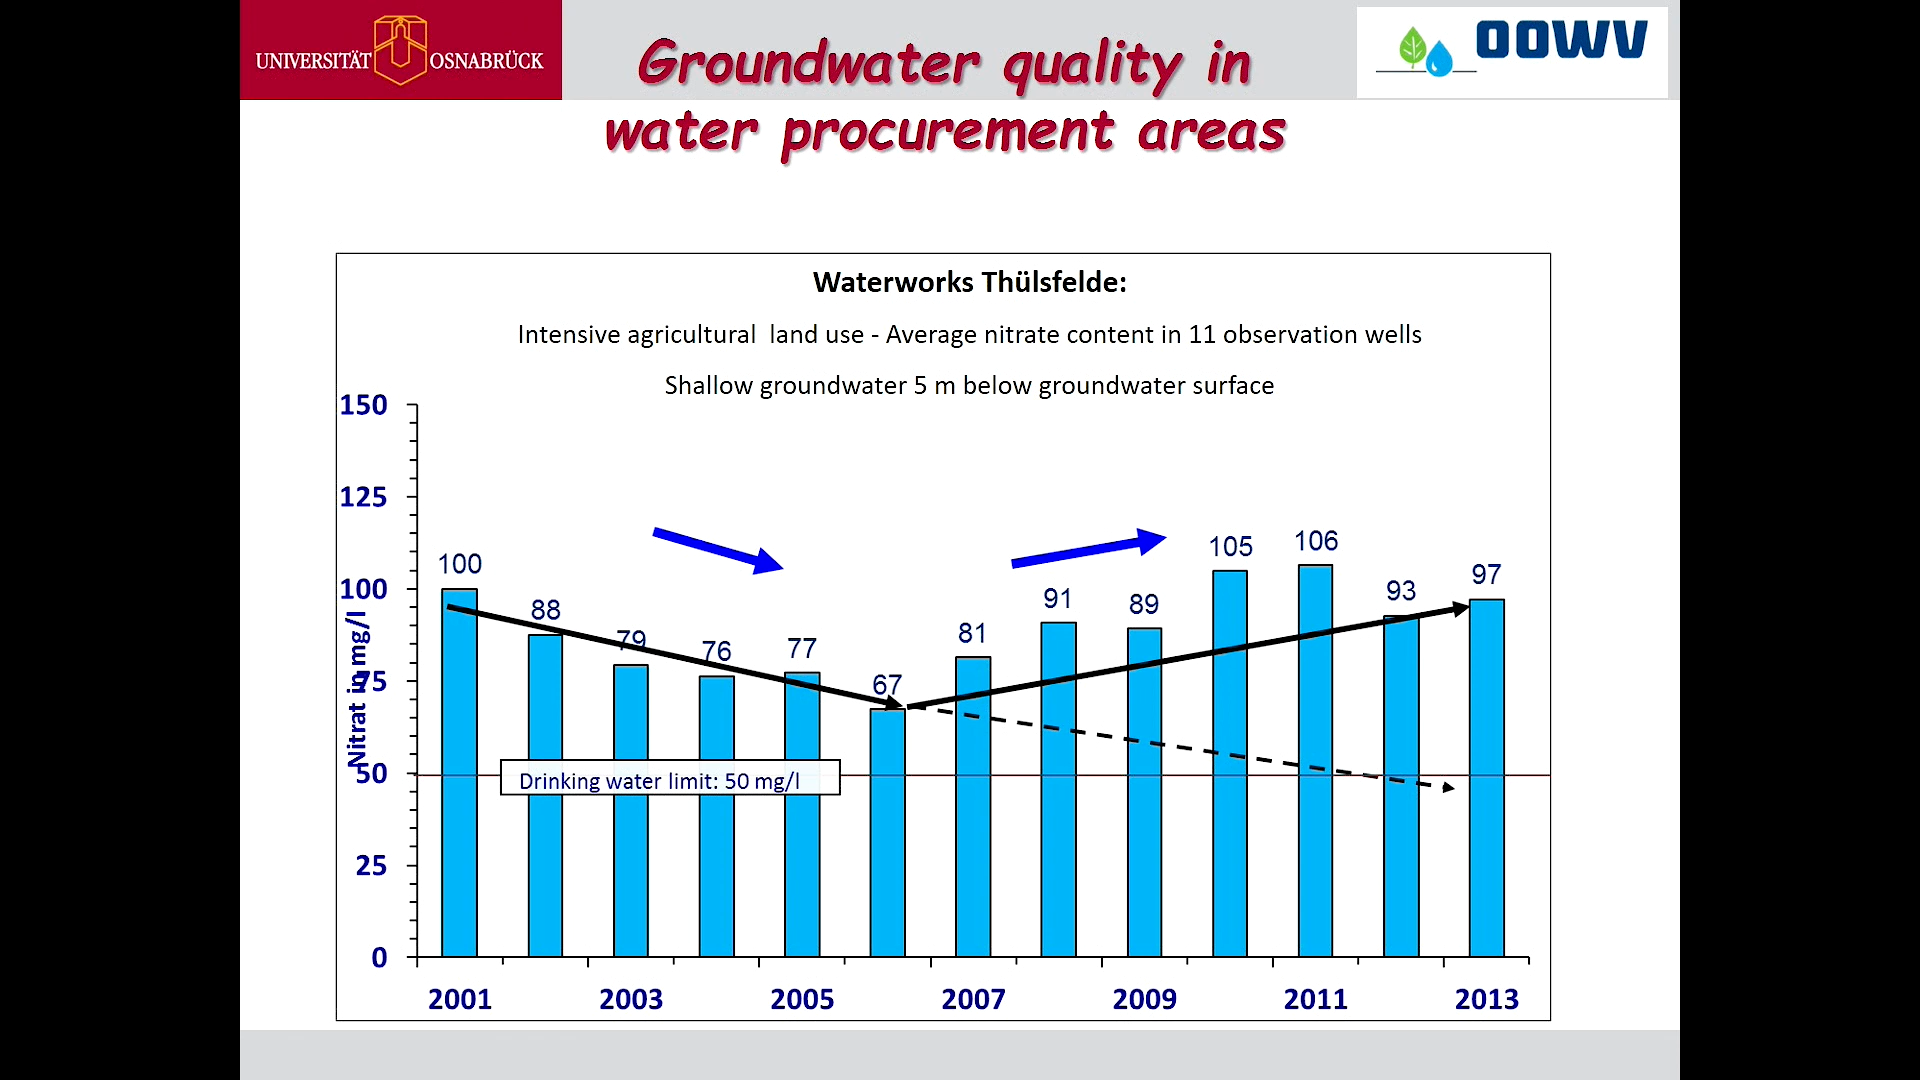 UNIVERSITÄT OSNABRÜCK
Groundwater quality in
water procurement areas
OOWV
Waterworks Thülsfelde:
Intensive agricultural land use - Average nitrate content in 11 observation wells
Shallow groundwater 5 m below groundwater surface
Nitrat in mg/l
150
125
100
75
50
25
0
100
88
79
76
77
67
81
91
89
105
106
93
97
Drinking water limit: 50 mg/l
2001 2003 2005 2007 2009 2011 2013